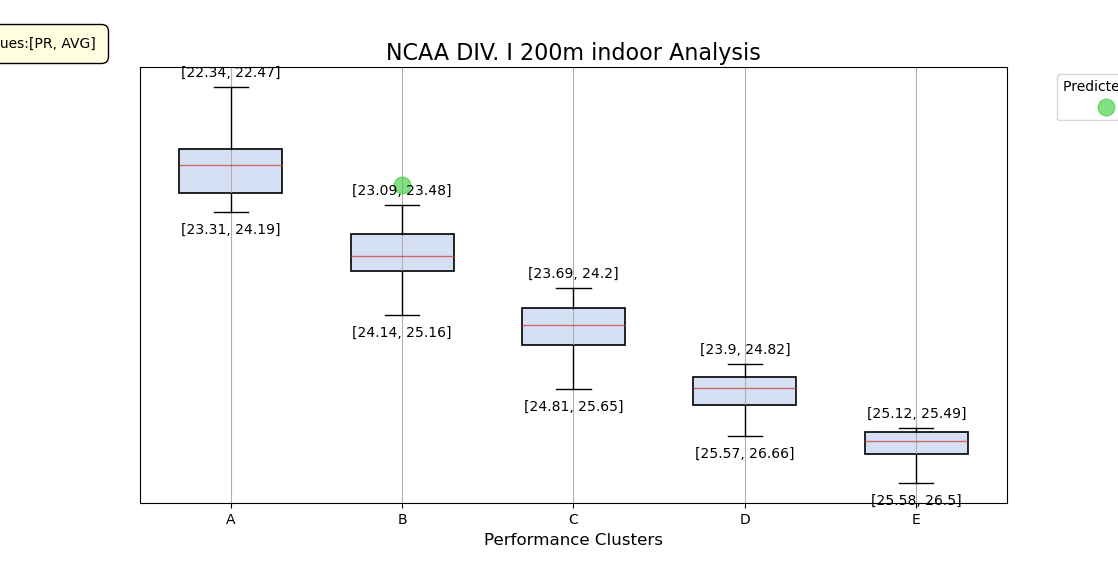 ues:[PR, AVG]
NCAA DIV. I 200m indoor Analysis
Predicte
[22.34, 22.47]
[23.31, 24.19]
[23.09, 23.48]
[24.14, 25.16]
[23.69, 24.2]
[24.81, 25.65]
[23.9, 24.82]
[25.57, 26.66]
[25.12, 25.49]
[25.58, 26.5]
A B C D E
Performance Clusters